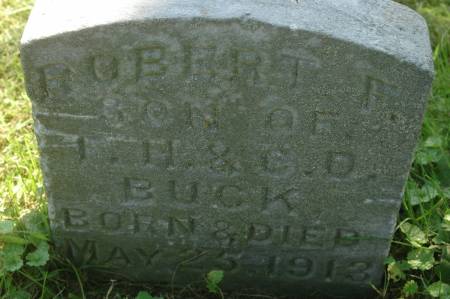 ROBERT F.
SON OF
T. H. & C. D.
BUCK
BORN & DIED
MAY 25, 1913